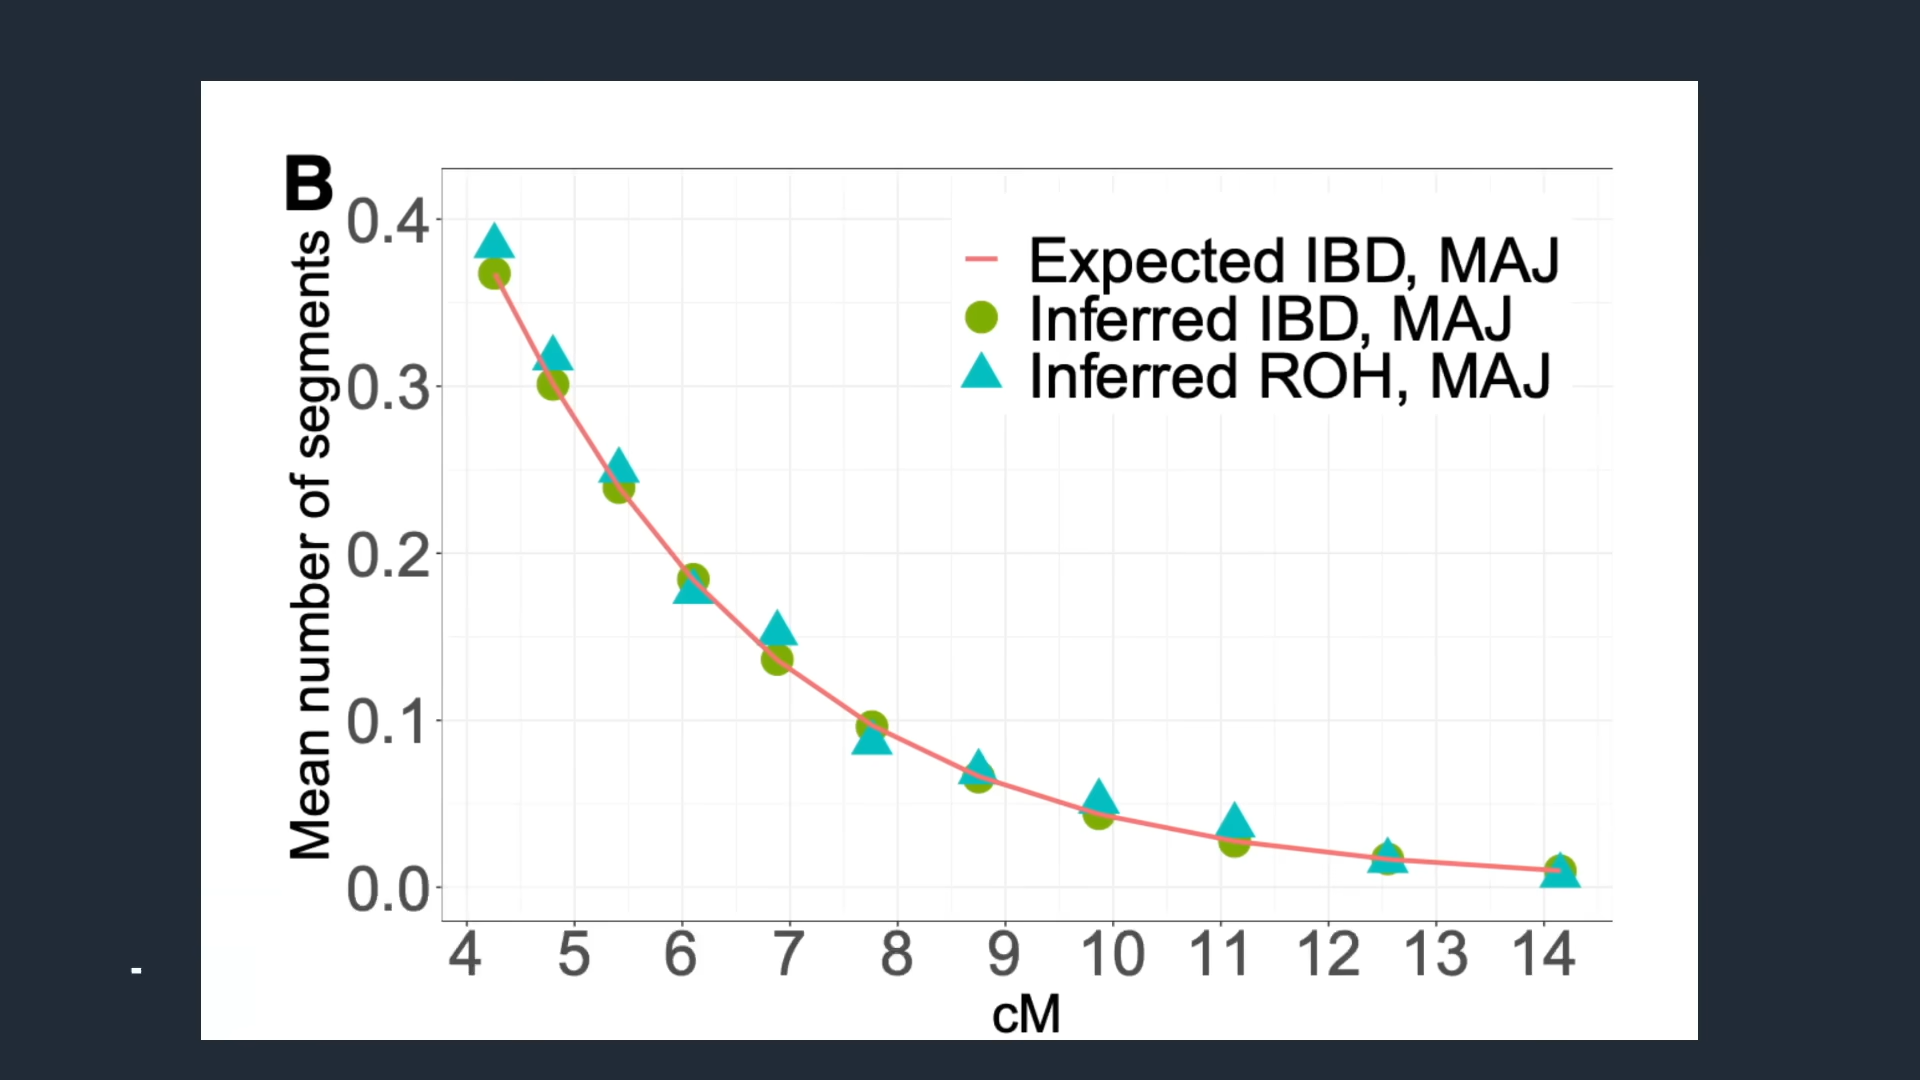 B
Mean number of segments
0.4
0.3
0.2
0.1
0.0
Expected IBD, MAJ
Inferred IBD, MAJ
Inferred ROH, MAJ
4 5 6 7 8 9 10 11 12 13 14
cM
-